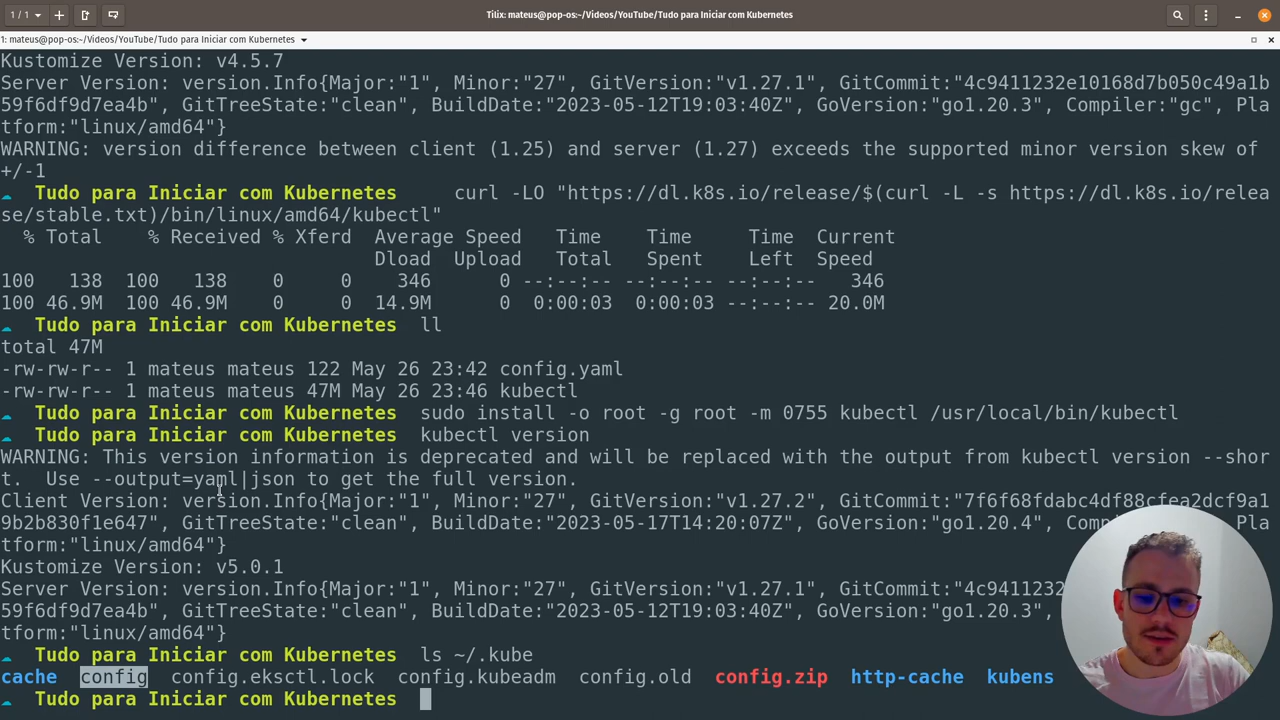 1 / 1
Tilix: mateus@pop-os:~/Videos/YouTube/Tudo para Iniciar com Kubernetes
1: mateus@pop-os:~/Videos/YouTube/Tudo para Iniciar com Kubernetes
Kustomize Version: v4.5.7
Server Version: version.Info{Major:"1", Minor:"27", GitVersion:"v1.27.1", GitCommit:"4c9411232e10168d7b050c49a1b
59f6df9d7ea4b", GitTreeState:"clean", BuildDate:"2023-05-12T19:03:40Z", GoVersion:"go1.20.3", Compiler:"gc", Pla
tform:"linux/amd64"}
WARNING: version difference between client (1.25) and server (1.27) exceeds the supported minor version skew of
+/-1
Tudo para Iniciar com Kubernetes curl -LO "https://dl.k8s.io/release/$(curl -L -s https://dl.k8s.io/relea
se/stable.txt)/bin/linux/amd64/kubectl"
% Total % Received % Xferd Average Speed Time Time Time Current
Dload Upload Total Spent Left Speed
100 138 100 138 0 0 346 0 --:--:-- --:--:-- --:--:-- 346
100 46.9M 100 46.9M 0 0 14.9M 0 0:00:03 0:00:03 --:--:-- 20.0M
Tudo para Iniciar com Kubernetes ll
total 47M
-rw-rw-r-- 1 mateus mateus 122 May 26 23:42 config.yaml
-rw-rw-r-- 1 mateus mateus 47M May 26 23:46 kubectl
Tudo para Iniciar com Kubernetes sudo install -o root -g root -m 0755 kubectl /usr/local/bin/kubectl
Tudo para Iniciar com Kubernetes kubectl version
WARNING: This version information is deprecated and will be replaced with the output from kubectl version --shor
t. Use --output=yaml|json to get the full version.
Client Version: version.Info{Major:"1", Minor:"27", GitVersion:"v1.27.2", GitCommit:"7f6f68fdabc4df88cfea2dcf9a1
9b2b830f1e647", GitTreeState:"clean", BuildDate:"2023-05-17T14:20:07Z", GoVersion:"go1.20.4", Pla
tform:"linux/amd64"}
Kustomize Version: v5.0.1
Server Version: version.Info{Major:"1", Minor:"27", GitVersion:"v1.27.1", GitCommit:"4c9411232
59f6df9d7ea4b", GitTreeState:"clean", BuildDate:"2023-05-12T19:03:40Z", GoVersion:"go1.20.3",
tform:"linux/amd64"}
Tudo para Iniciar com Kubernetes ls ~/.kube
cache config config.eksctl.lock config.kubeadm config.old config.zip http-cache kubens
Tudo para Iniciar com Kubernetes